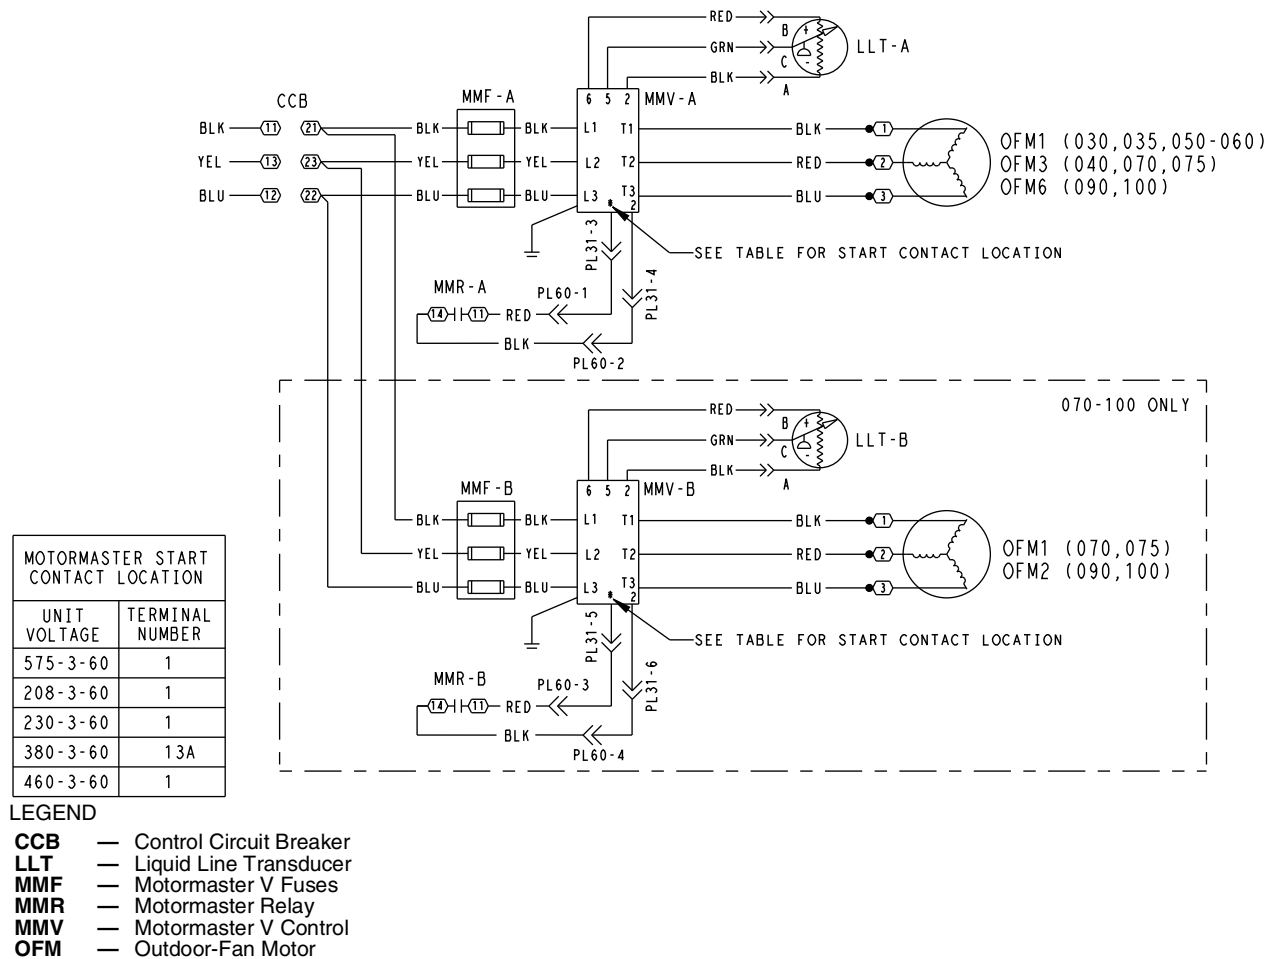 RED
B
+
GRN
C
-
LLT-A
BLK
A
CCB
MMF-A
6 5 2
MMV-A
BLK 11 21 BLK BLK L1 T1 BLK 1
YEL 13 23 YEL YEL L2 T2 RED 2
BLU 12 22 BLU BLU L3 T3 BLU 3
* 2
OFM1 (030,035,050-060)
OFM3 (040,070,075)
OFM6 (090,100)
PL31-3
SEE TABLE FOR START CONTACT LOCATION
PL31-4
MMR-A
PL60-1
14 11 RED
BLK
PL60-2
070-100 ONLY
RED
B
+
GRN
C
-
LLT-B
BLK
A
MMF-B
6 5 2
MMV-B
BLK BLK L1 T1 BLK 1
YEL YEL L2 T2 RED 2
BLU BLU L3 T3 BLU 3
* 2
OFM1 (070,075)
OFM2 (090,100)
PL31-5
SEE TABLE FOR START CONTACT LOCATION
PL31-6
MMR-B
PL60-3
14 11 RED
BLK
PL60-4
MOTORMASTER START
CONTACT LOCATION
UNIT VOLTAGE TERMINAL NUMBER
575-3-60 1
208-3-60 1
230-3-60 1
380-3-60 13A
460-3-60 1
LEGEND
CCB — Control Circuit Breaker
LLT — Liquid Line Transducer
MMF — Motormaster V Fuses
MMR — Motormaster Relay
MMV — Motormaster V Control
OFM — Outdoor-Fan Motor